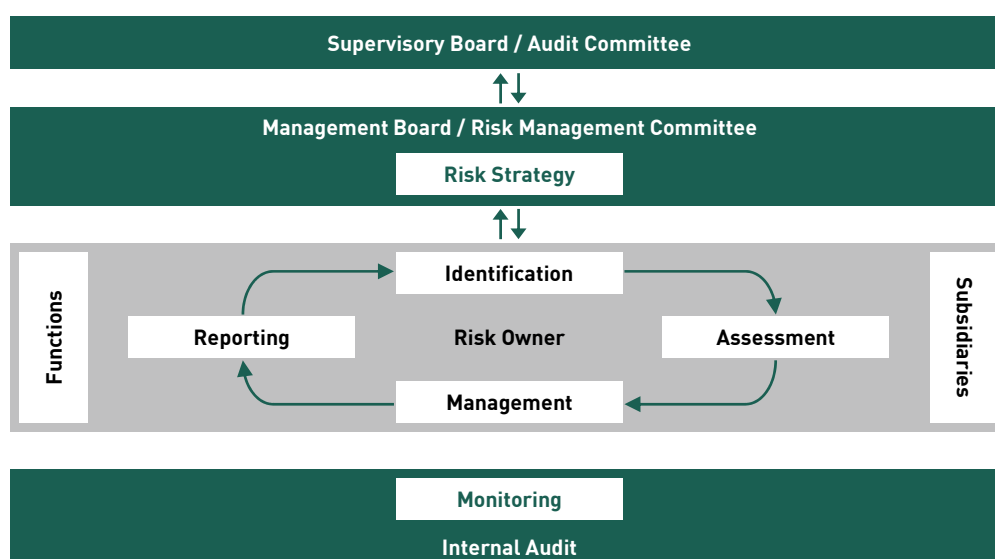 Supervisory Board / Audit Committee
Management Board / Risk Management Committee
Risk Strategy
Functions
Identification
Reporting
Risk Owner
Assessment
Management
Subsidiaries
Monitoring
Internal Audit